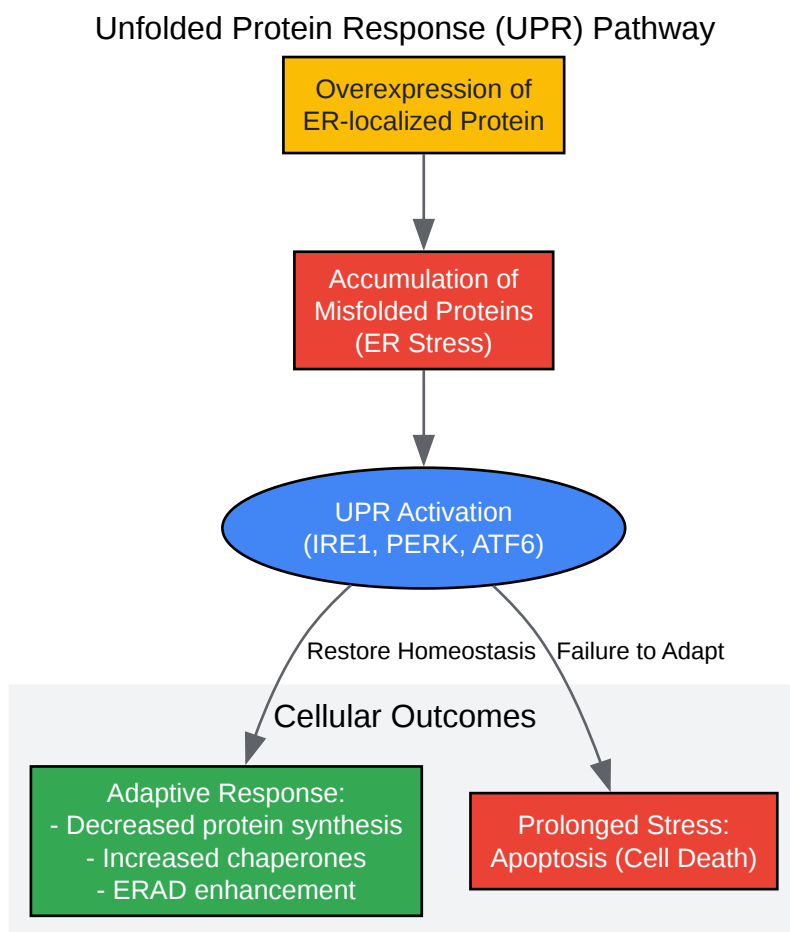 Unfolded Protein Response (UPR) Pathway
Overexpression of
ER-localized Protein
Accumulation of
Misfolded Proteins
(ER Stress)
UPR Activation
(IRE1, PERK, ATF6)
Restore Homeostasis
Failure to Adapt
Cellular Outcomes
Adaptive Response:
- Decreased protein synthesis
- Increased chaperones
- ERAD enhancement
Prolonged Stress:
Apoptosis (Cell Death)